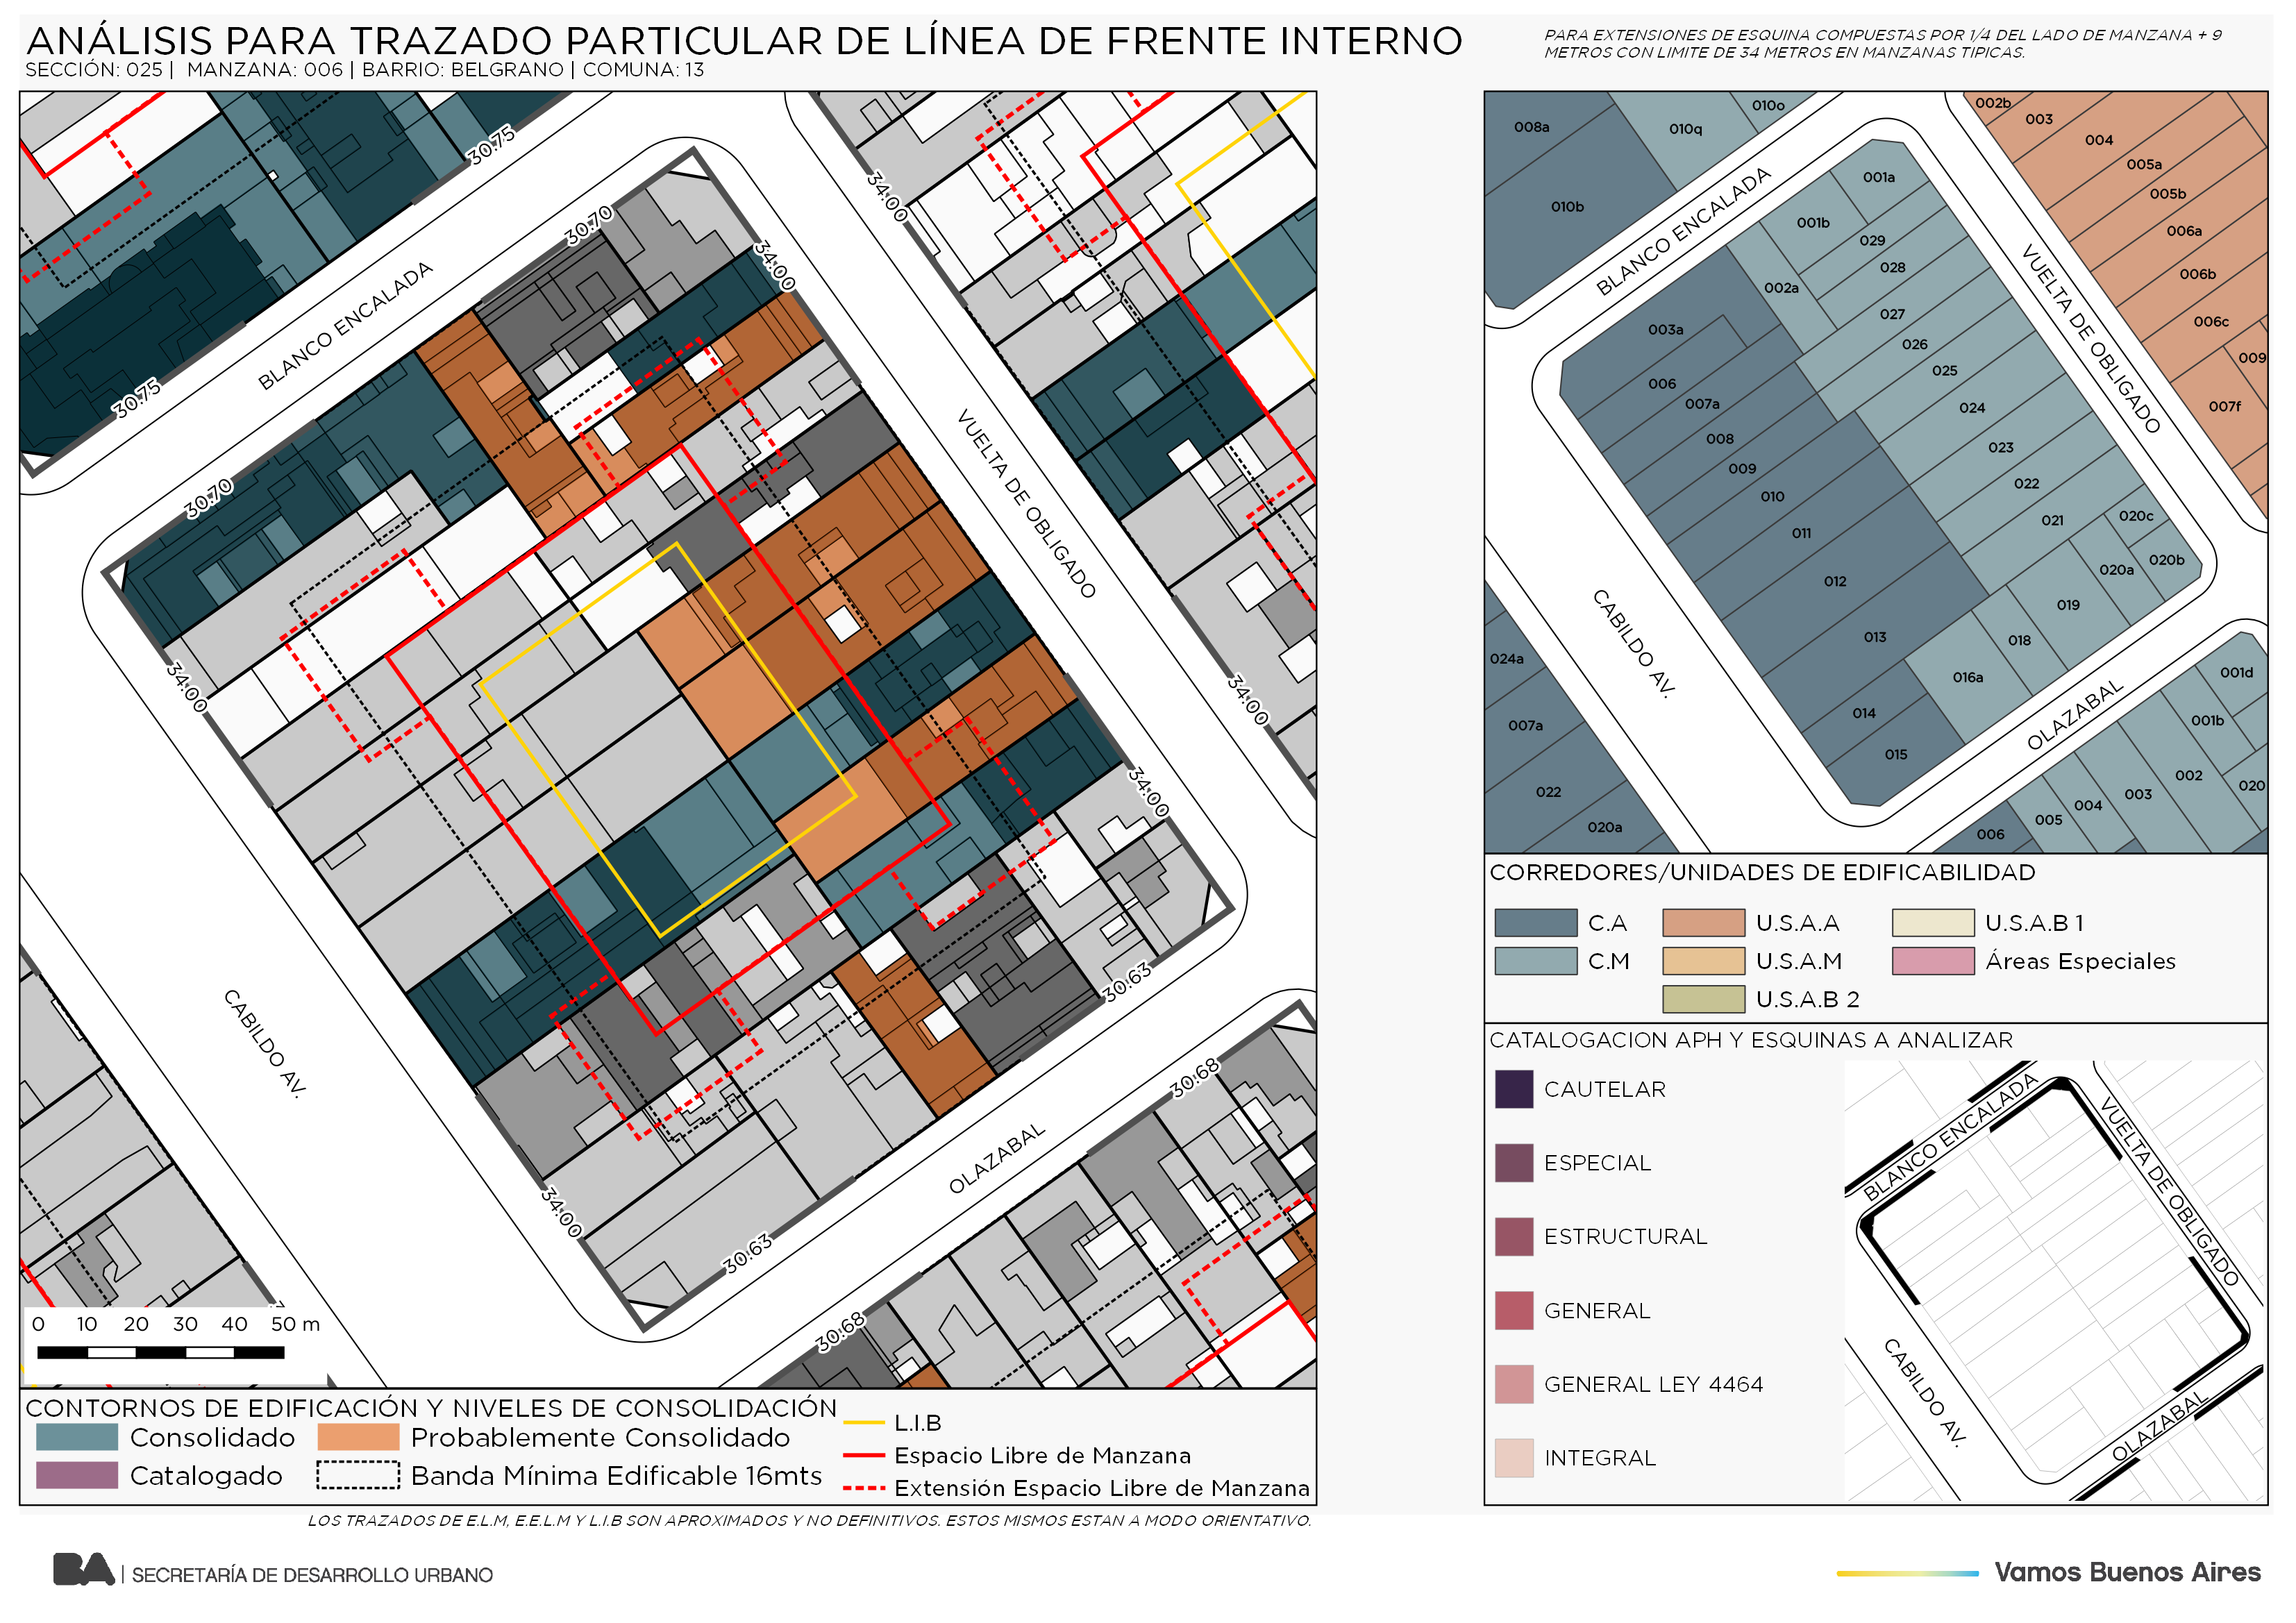 ANÁLISIS PARA TRAZADO PARTICULAR DE LÍNEA DE FRENTE INTERNO
SECCIÓN: 025 | MANZANA: 006 | BARRIO: BELGRANO | COMUNA: 13
PARA EXTENSIONES DE ESQUINA COMPUESTAS POR 1/4 DEL LADO DE MANZANA + 9
METROS CON LIMITE DE 34 METROS EN MANZANAS TIPICAS.
30.75
30.75
BLANCO ENCALADA
30.70
30.70
34.00
34.00
VUELTA DE OBLIGADO
34.00
34.00
34.00
CABILDO AV.
34.00
30.63
30.63
OLAZABAL
30.68
30.68
0 10 20 30 40 50 m
CONTORNOS DE EDIFICACIÓN Y NIVELES DE CONSOLIDACIÓN
Consolidado
Probablemente Consolidado
Catalogado
Banda Mínima Edificable 16mts
L.I.B
Espacio Libre de Manzana
Extensión Espacio Libre de Manzana
LOS TRAZADOS DE E.L.M, E.E.L.M Y L.I.B SON APROXIMADOS Y NO DEFINITIVOS. ESTOS MISMOS ESTAN A MODO ORIENTATIVO.
008a
010q
010o
010b
BLANCO ENCALADA
002b
003
004
005a
005b
006a
006b
006c
009
007f
VUELTA DE OBLIGADO
001a
001b
029
028
002a
027
026
025
024
023
022
021
020c
020b
020a
019
018
016a
003a
006
007a
008
009
010
011
012
013
014
015
CABILDO AV.
OLAZABAL
024a
007a
022
020a
001d
001b
002
020
003
004
005
006
CORREDORES/UNIDADES DE EDIFICABILIDAD
C.A
U.S.A.A
U.S.A.B 1
C.M
U.S.A.M
Áreas Especiales
U.S.A.B 2
CATALOGACION APH Y ESQUINAS A ANALIZAR
CAUTELAR
ESPECIAL
ESTRUCTURAL
GENERAL
GENERAL LEY 4464
INTEGRAL
BLANCO ENCALADA
VUELTA DE OBLIGADO
CABILDO AV.
OLAZABAL
BA | SECRETARÍA DE DESARROLLO URBANO
Vamos Buenos Aires